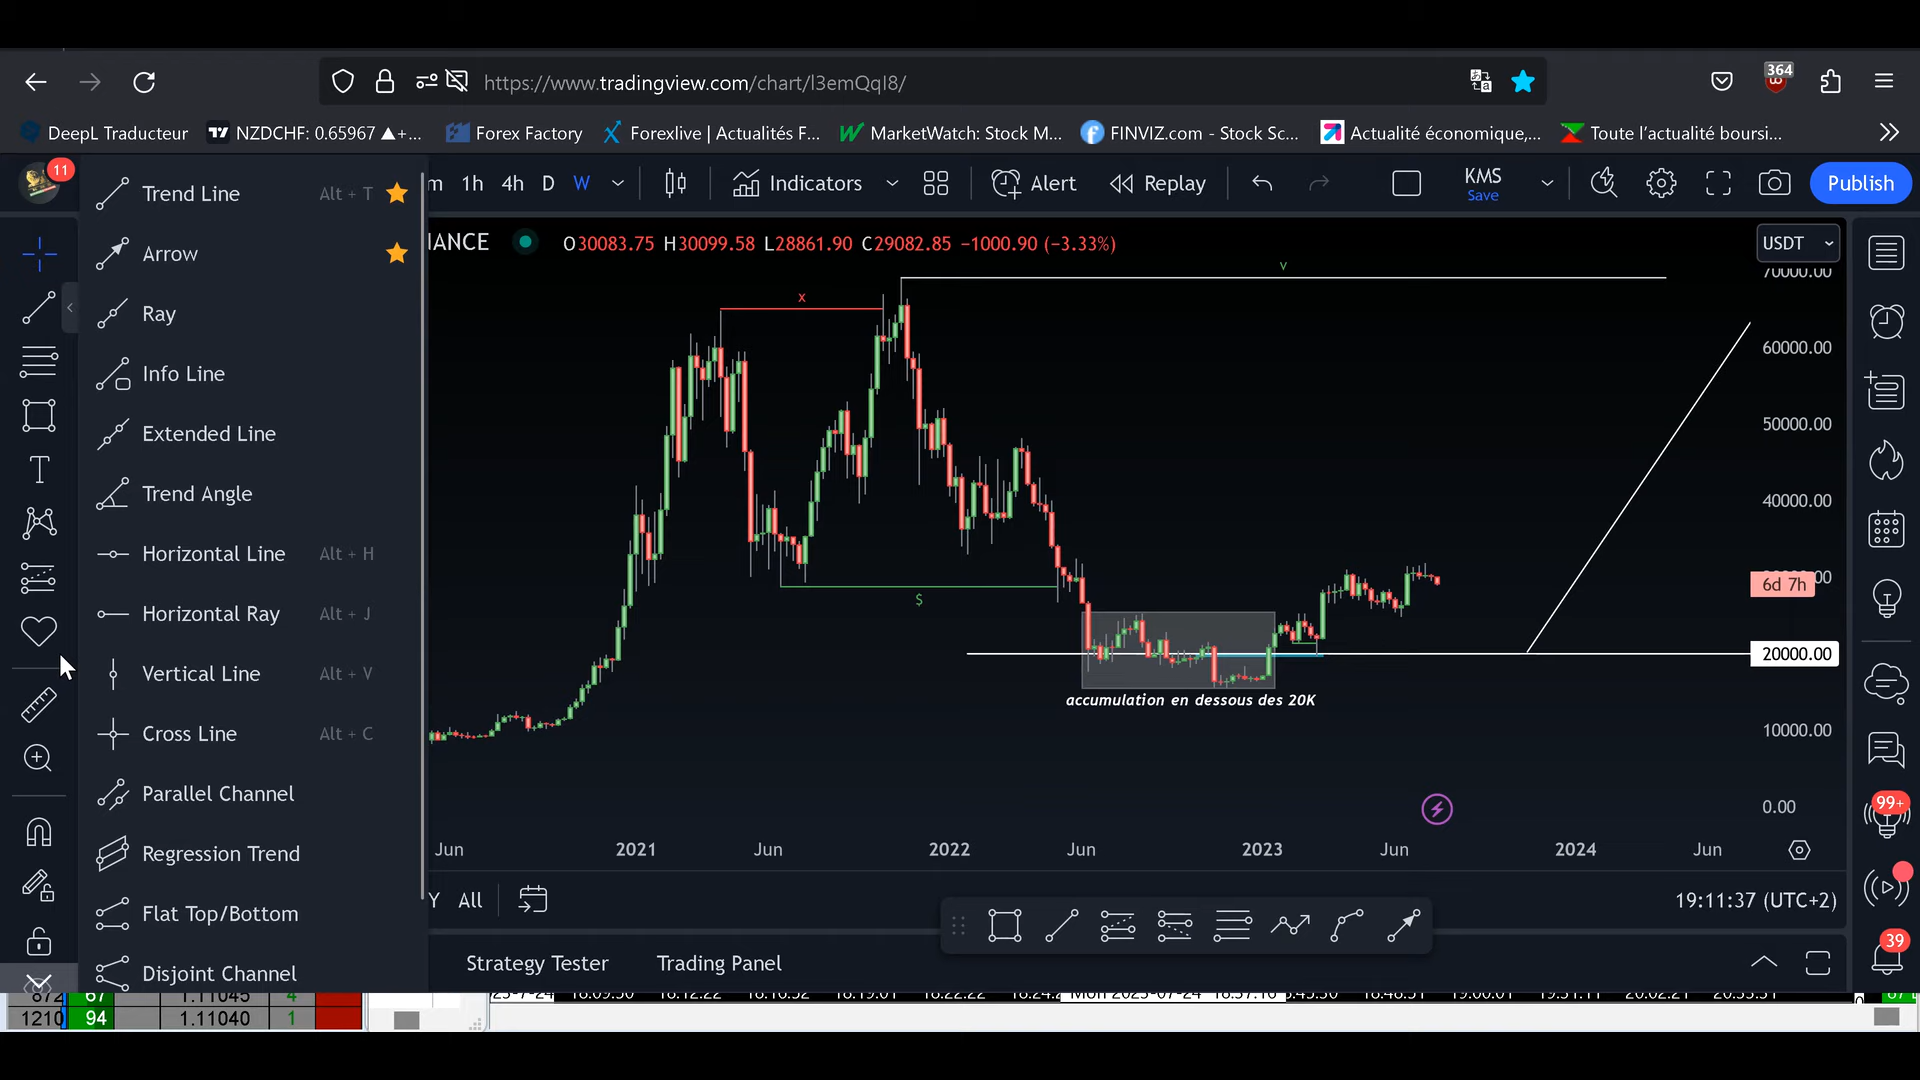 https://www.tradingview.com/chart/l3emQqI8/
364
DeepL Traducteur
NZDCHF: 0.65967 ▲+...
Forex Factory
Forexlive | Actualités F...
MarketWatch: Stock M...
FINVIZ.com - Stock Sc...
Actualité économique,...
Toute l'actualité boursi...
11
m
1h
4h
D
W
Indicators
Alert
Replay
KMS
Save
Publish
Trend Line Alt + T
Arrow
Ray
Info Line
Extended Line
Trend Angle
Horizontal Line Alt + H
Horizontal Ray Alt + J
Vertical Line Alt + V
Cross Line Alt + C
Parallel Channel
Regression Trend
Flat Top/Bottom
Disjoint Channel
IANCE
O30083.75 H30099.58 L28861.90 C29082.85 −1000.90 (−3.33%)
USDT
x
v
$
accumulation en dessous des 20K
70000.00
60000.00
50000.00
40000.00
6d 7h
20000.00
10000.00
0.00
Jun
2021
Jun
2022
Jun
2023
Jun
2024
Jun
Y
All
19:11:37 (UTC+2)
Strategy Tester
Trading Panel
99+
39
872 67 1.11045 4
1210 94 1.11040 1